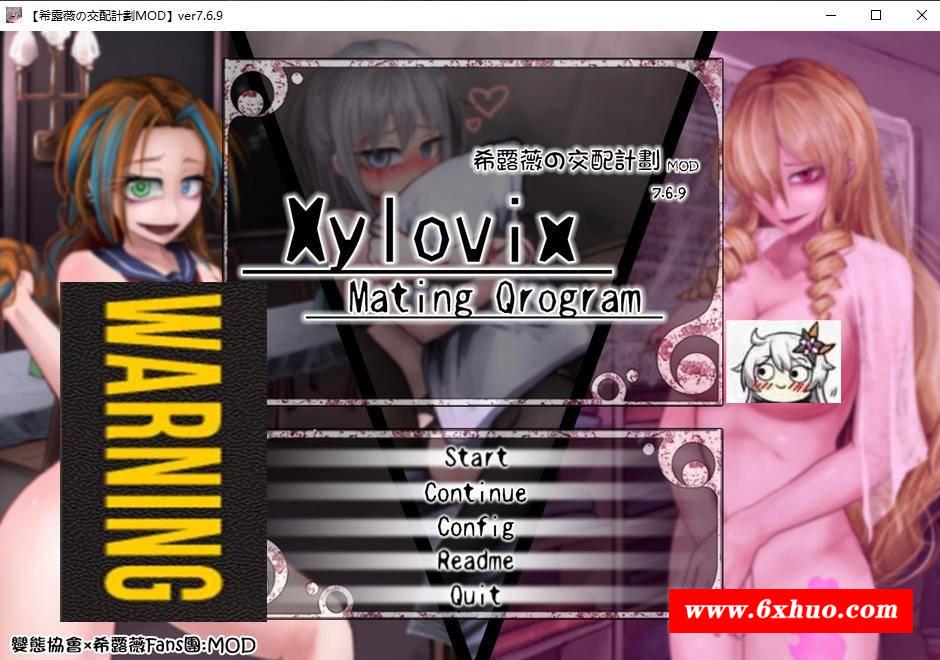 【希露薇の交配計劃MOD】ver7.6.9
希露薇の交配計劃 MOD
7.6.9
Xylovix
Mating Qrogram
WARNING
Start
Continue
Config
Readme
Quit
www.6xhuo.com
變態協會×希露薇Fans團:MOD